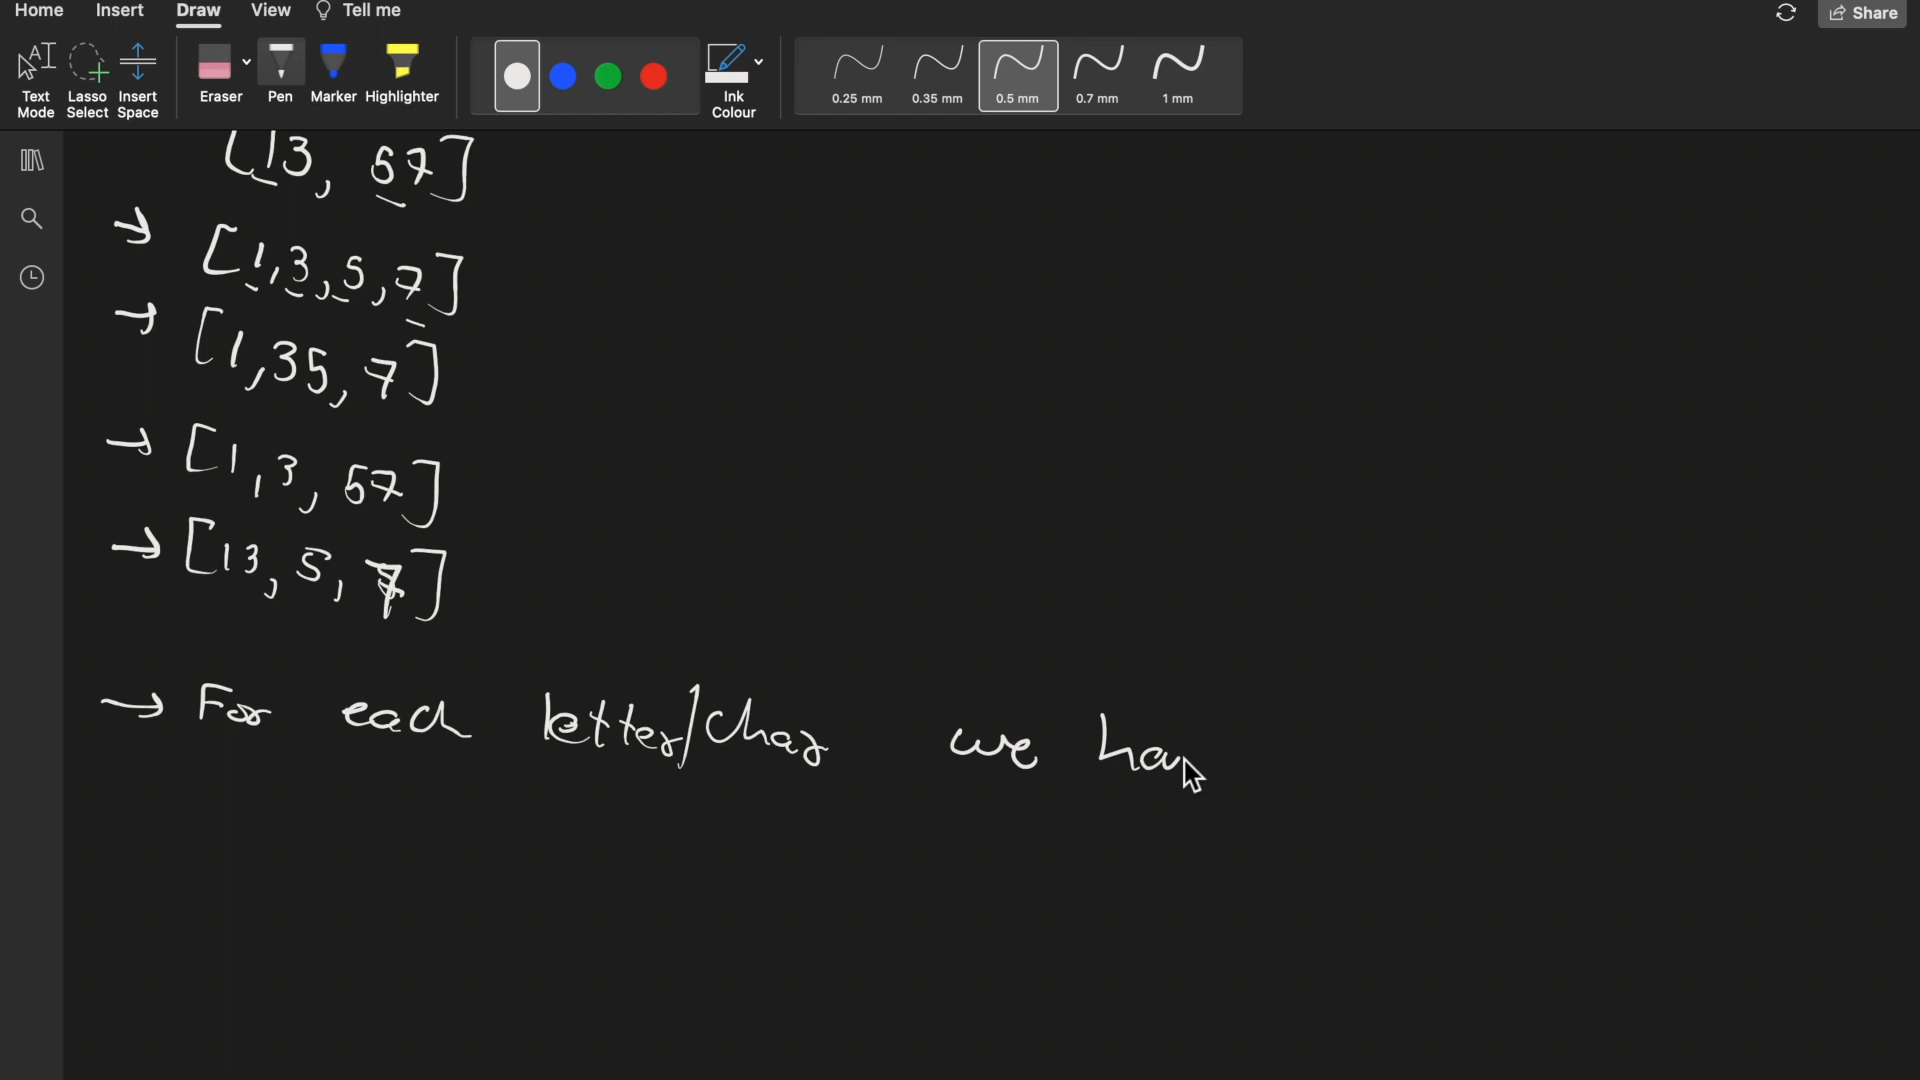 Home Insert Draw View Tell me
Share
Text Mode
Lasso Select
Insert Space
Eraser
Pen
Marker
Highlighter
Ink Colour
0.25 mm
0.35 mm
0.5 mm
0.7 mm
1 mm
[13, 57]
→ [1,3,5,7]
→ [1,35,7]
→ [1,3,57]
→ [13,5,7]
→ For each letter/char we ha